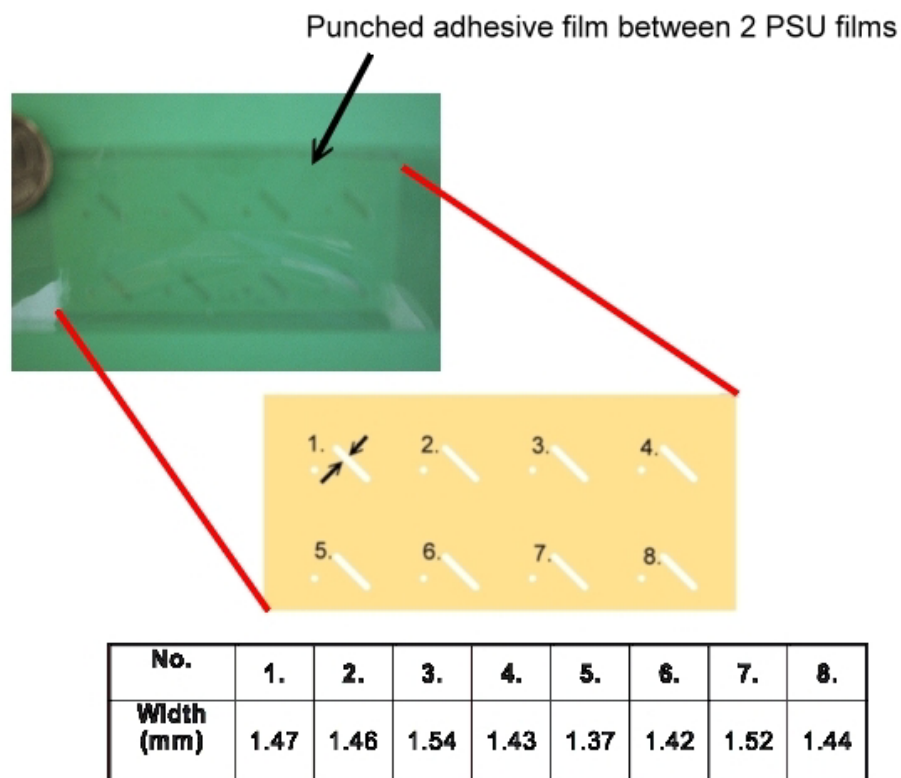 Punched adhesive film between 2 PSU films
1. 2. 3. 4.
5. 6. 7. 8.
No. 1. 2. 3. 4. 5. 6. 7. 8.
Width
(mm) 1.47 1.46 1.54 1.43 1.37 1.42 1.52 1.44